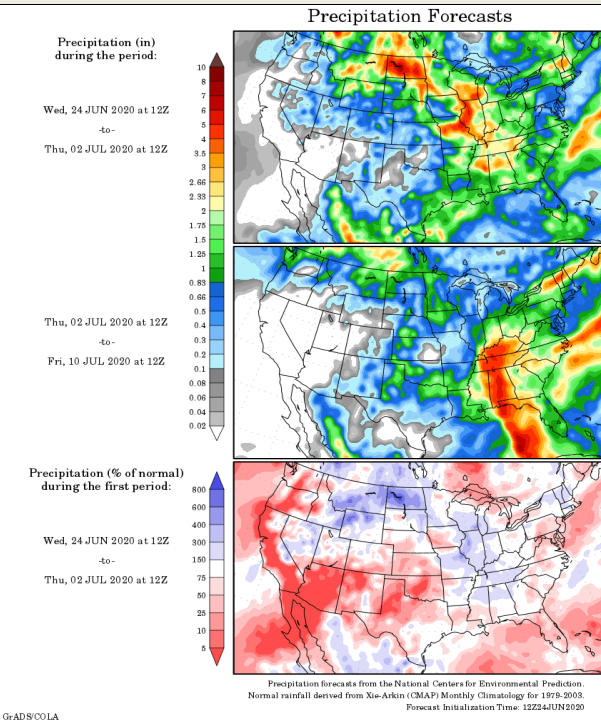 Precipitation Forecasts
Precipitation (in)
during the period:
Wed, 24 JUN 2020 at 12Z
-to-
Thu, 02 JUL 2020 at 12Z
10
8
7
6
5
4
3.5
3
2.66
2.33
2
1.75
1.5
1.25
1
0.83
0.66
0.5
0.4
0.3
0.2
0.1
0.08
0.06
0.04
0.02
Thu, 02 JUL 2020 at 12Z
-to-
Fri, 10 JUL 2020 at 12Z
Precipitation (% of normal)
during the first period:
Wed, 24 JUN 2020 at 12Z
-to-
Thu, 02 JUL 2020 at 12Z
800
600
400
300
150
75
50
25
10
5
Precipitation forecasts from the National Centers for Environmental Prediction.
Normal rainfall derived from Xie-Arkin (CMAP) Monthly Climatology for 1979-2003.
Forecast Initialization Time: 12Z24JUN2020
GrADS/COLA